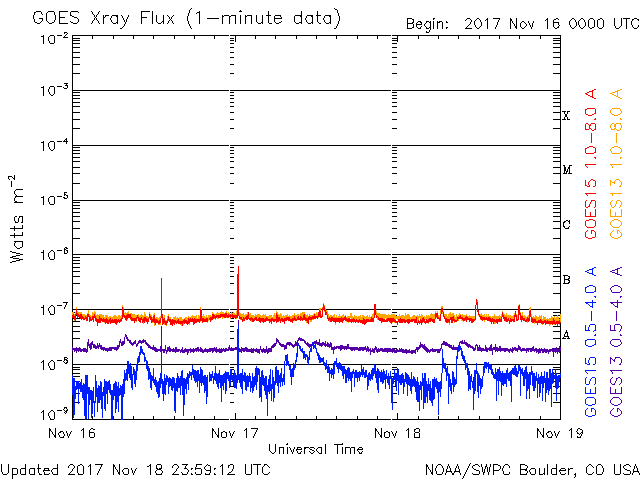 GOES Xray Flux (1-minute data)
Begin: 2017 Nov 16 0000 UTC
10^-2
10^-3
10^-4
10^-5
10^-6
10^-7
10^-8
10^-9
Watts m^-2
X
M
C
B
A
GOES15 1.0-8.0 A
GOES13 1.0-8.0 A
GOES15 0.5-4.0 A
GOES13 0.5-4.0 A
Nov 16 Nov 17 Nov 18 Nov 19
Universal Time
Updated 2017 Nov 18 23:59:12 UTC
NOAA/SWPC Boulder, CO USA